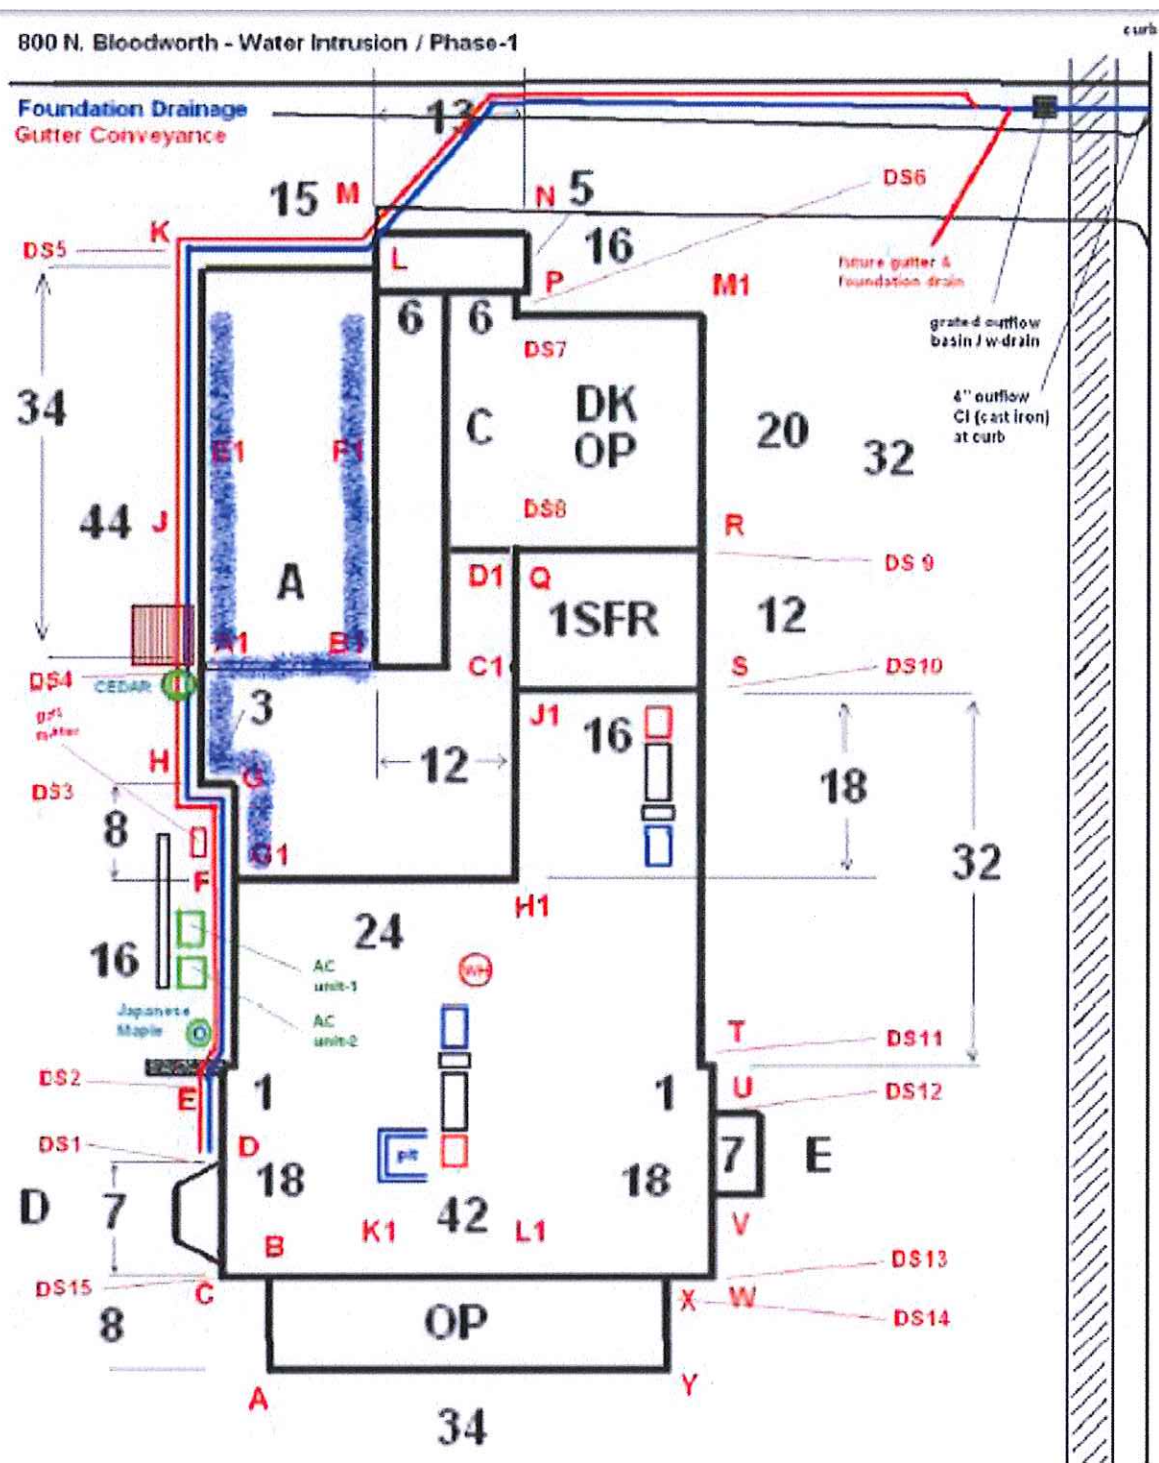 curb
800 N. Bloodworth - Water Intrusion / Phase-1
Foundation Drainage
Gutter Conveyance
13
DS6
15
M
N
5
K
16
DS5
L
future gutter &
foundation drain
P
M1
6
6
grated outflow
basin / w-drain
DS7
34
C
DK
OP
4" outflow
CI (cast iron)
at curb
20
32
E1
F1
44
J
DS8
R
DS 9
A
D1
Q
1SFR
12
A1
B1
C1
S
DS10
DS4
CEDAR
3
J1
16
gas
meter
H
G
12
18
DS3
8
G1
32
F
H1
24
16
AC
unit-1
WH
Japanese
Maple
AC
unit-2
T
DS11
DS2
E
1
1
U
DS12
DS1
D
pit
7
E
18
18
D
7
42
B
K1
L1
V
DS13
DS15
C
X
W
DS14
8
OP
A
Y
34